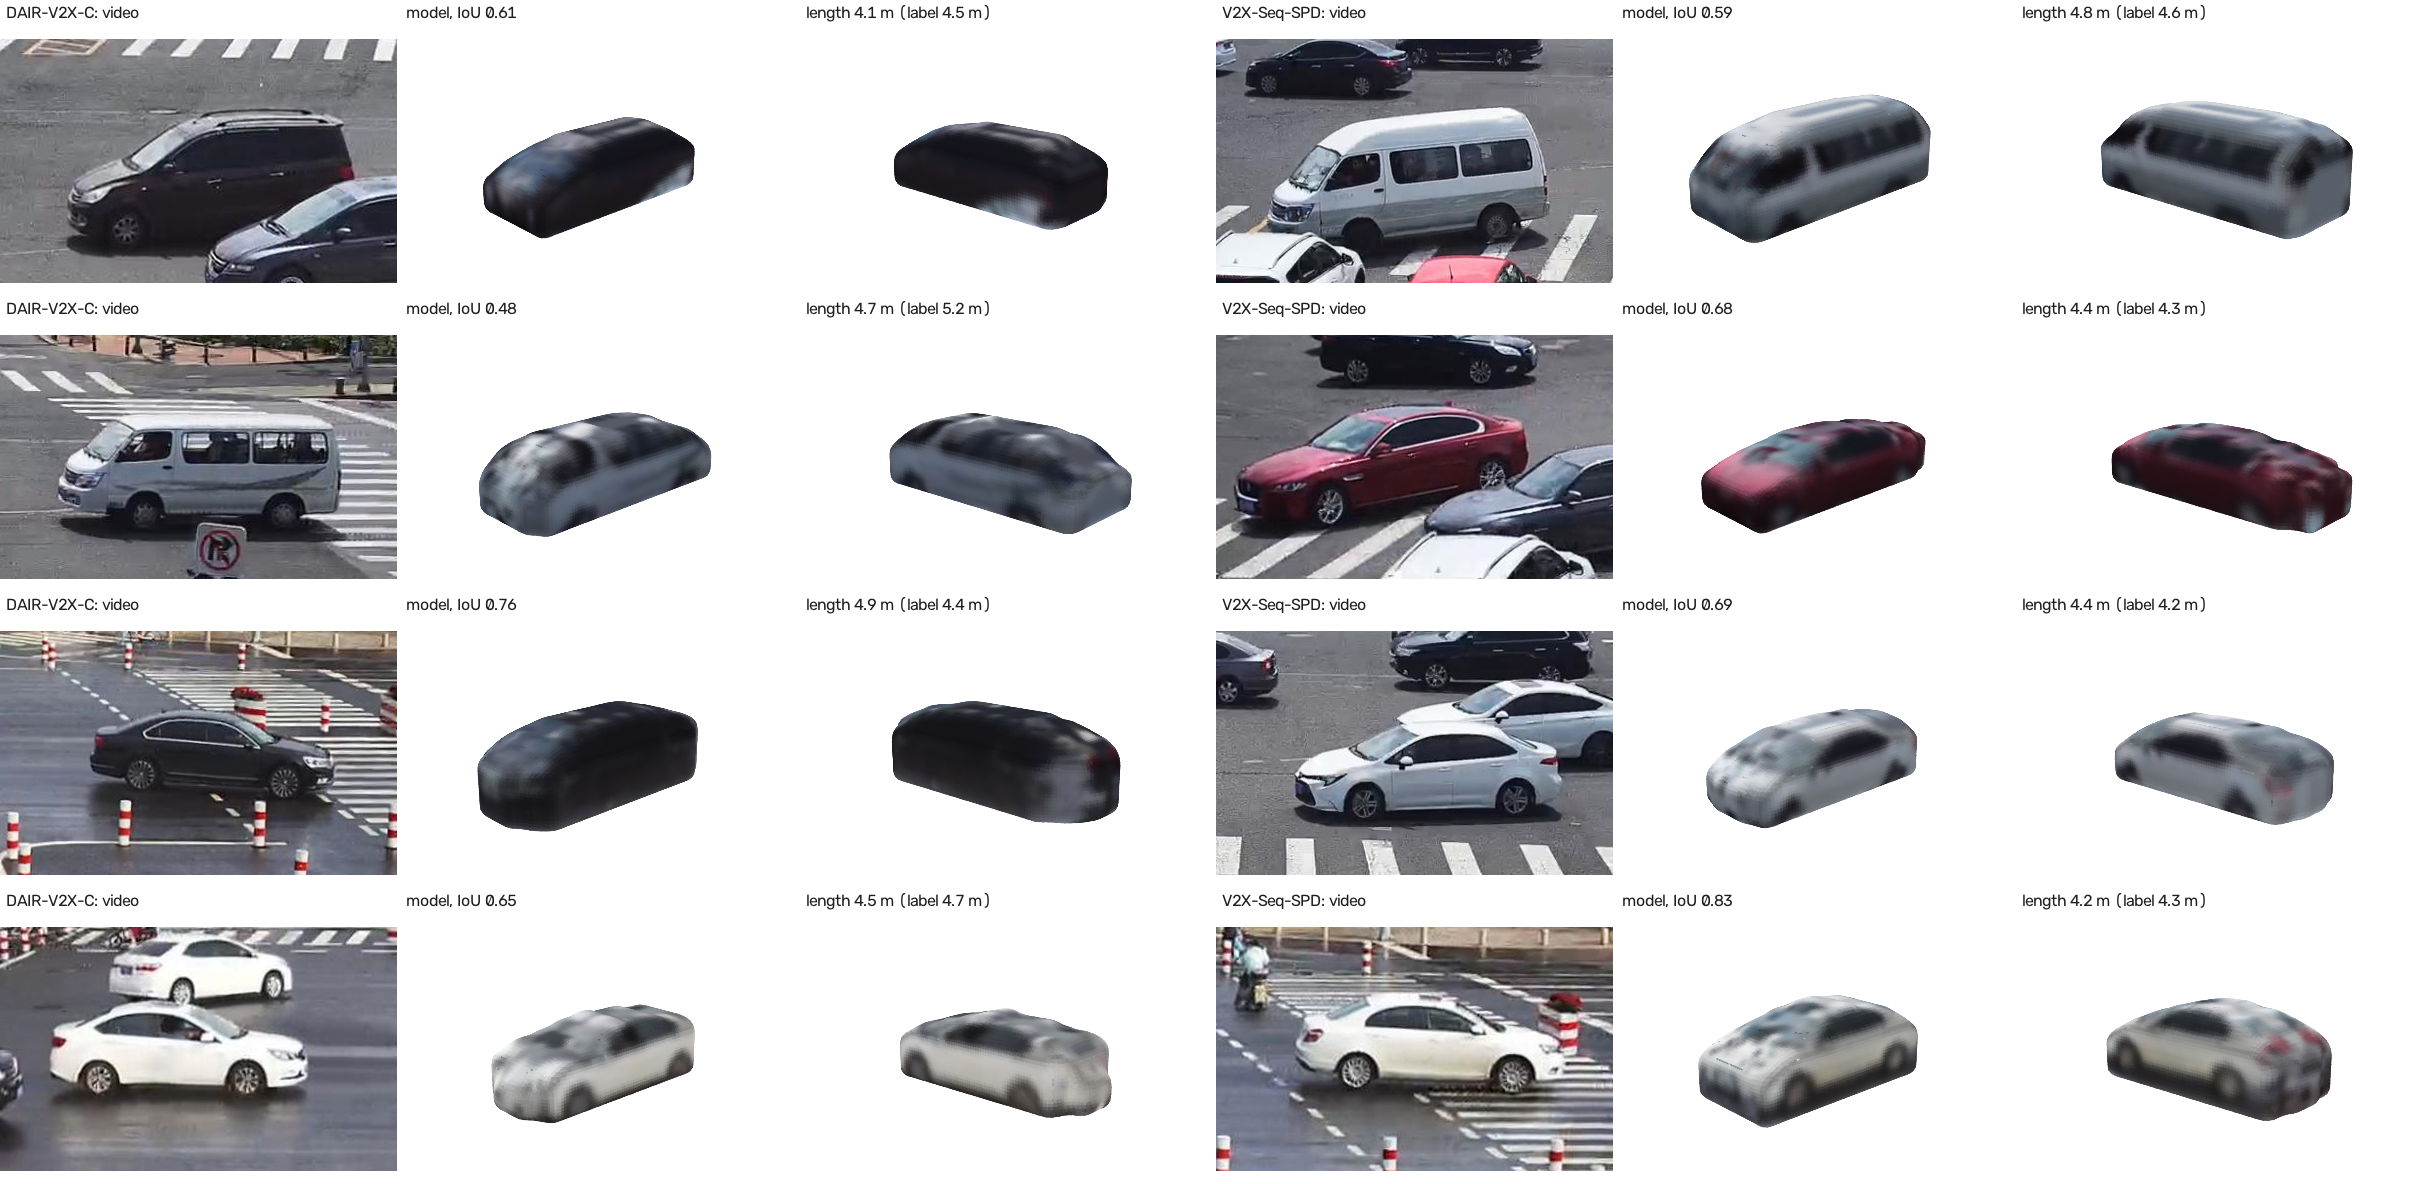 DAIR-V2X-C: video
model, IoU 0.61
length 4.1 m (label 4.5 m)
V2X-Seq-SPD: video
model, IoU 0.59
length 4.8 m (label 4.6 m)
DAIR-V2X-C: video
model, IoU 0.48
length 4.7 m (label 5.2 m)
V2X-Seq-SPD: video
model, IoU 0.68
length 4.4 m (label 4.3 m)
DAIR-V2X-C: video
model, IoU 0.76
length 4.9 m (label 4.4 m)
V2X-Seq-SPD: video
model, IoU 0.69
length 4.4 m (label 4.2 m)
DAIR-V2X-C: video
model, IoU 0.65
length 4.5 m (label 4.7 m)
V2X-Seq-SPD: video
model, IoU 0.83
length 4.2 m (label 4.3 m)